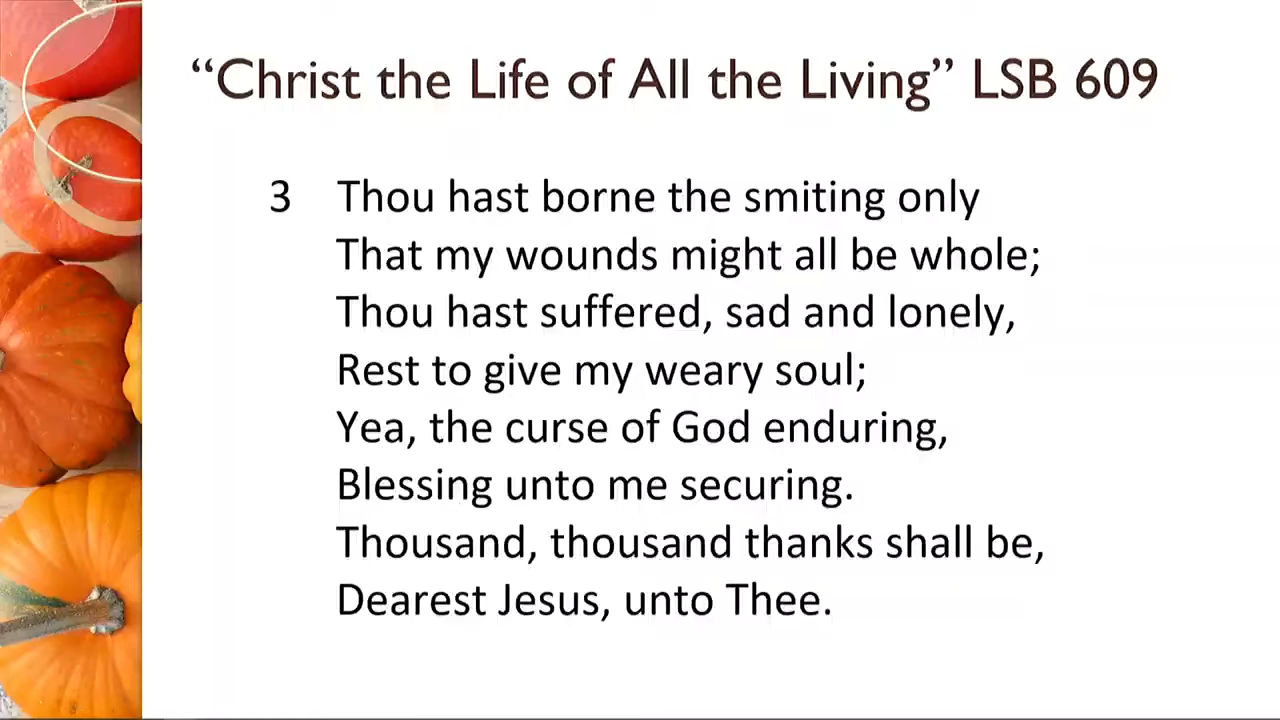 “Christ the Life of All the Living” LSB 609
3 Thou hast borne the smiting only
That my wounds might all be whole;
Thou hast suffered, sad and lonely,
Rest to give my weary soul;
Yea, the curse of God enduring,
Blessing unto me securing.
Thousand, thousand thanks shall be,
Dearest Jesus, unto Thee.